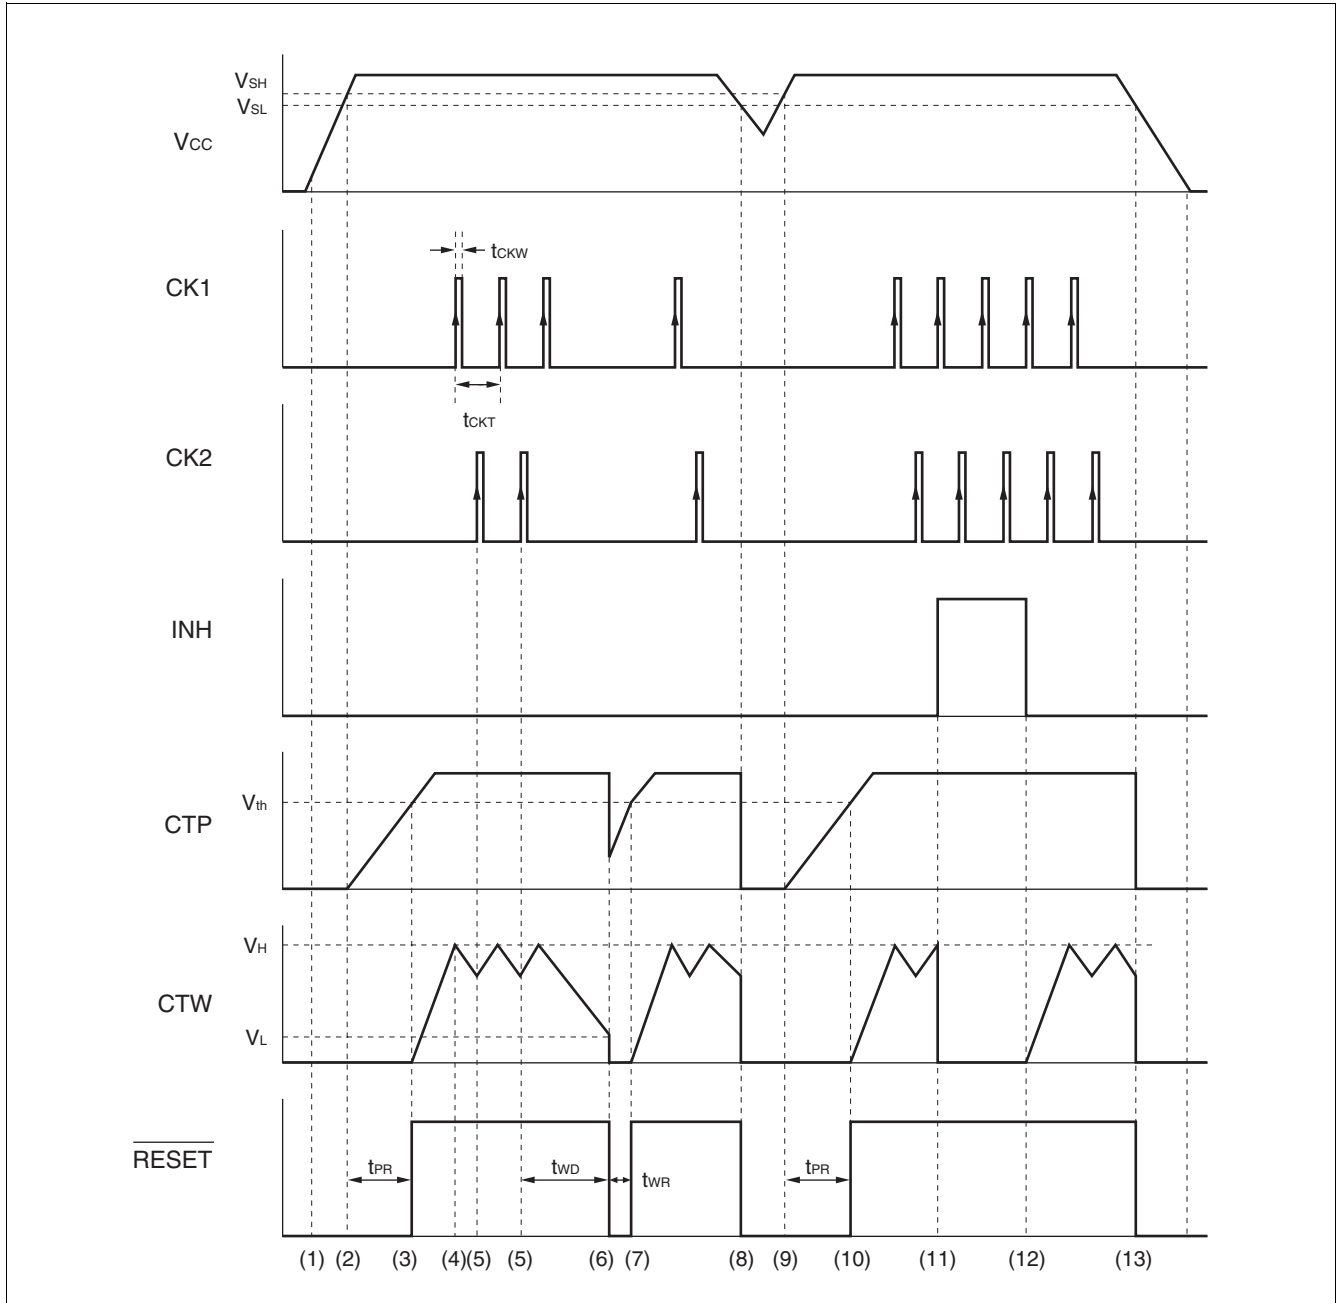 VSH
VSL
VCC
tCKW
CK1
tCKT
CK2
INH
Vth
CTP
VH
CTW
VL
RESET
tPR
tWD
tWR
tPR
(1) (2) (3) (4)(5) (5) (6) (7) (8) (9) (10) (11) (12) (13)